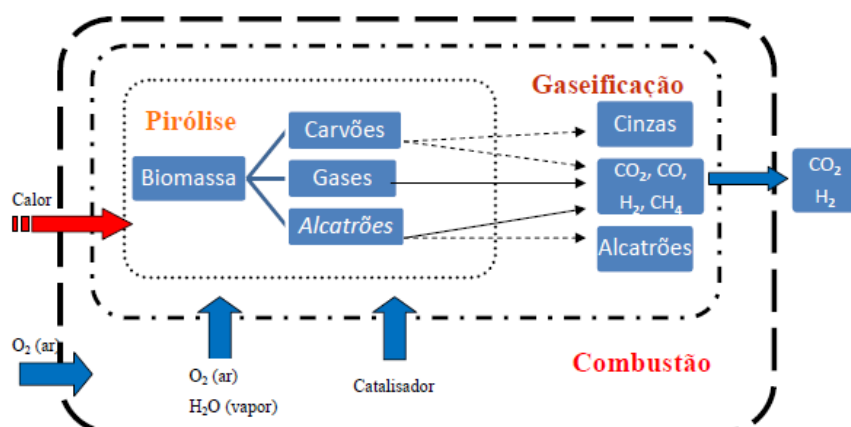 Gaseificação
Pirólise
Carvões
Cinzas
Biomassa
Gases
CO₂, CO,
H₂, CH₄
CO₂
H₂
Calor
Alcatrões
Alcatrões
O₂ (ar)
Combustão
O₂ (ar)
H₂O (vapor)
Catalisador